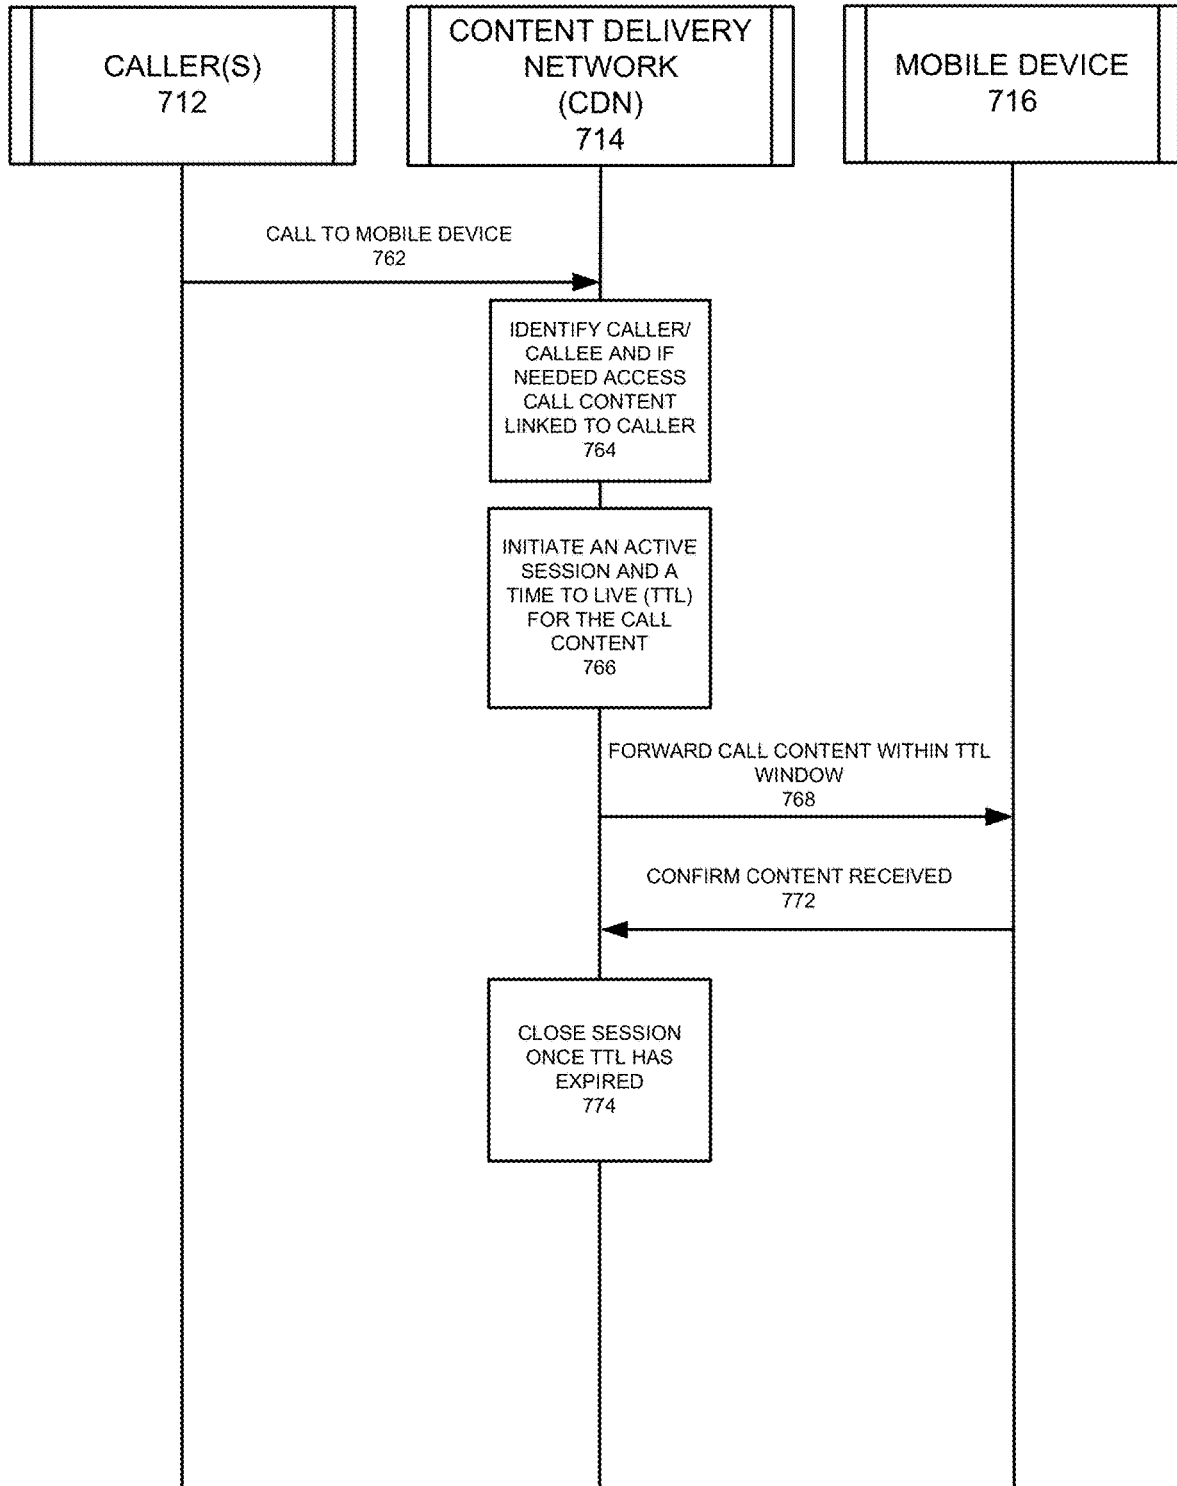 CALLER(S)
712
CONTENT DELIVERY
NETWORK
(CDN)
714
MOBILE DEVICE
716
CALL TO MOBILE DEVICE
762
IDENTIFY CALLER/
CALLEE AND IF
NEEDED ACCESS
CALL CONTENT
LINKED TO CALLER
764
INITIATE AN ACTIVE
SESSION AND A
TIME TO LIVE (TTL)
FOR THE CALL
CONTENT
766
FORWARD CALL CONTENT WITHIN TTL
WINDOW
768
CONFIRM CONTENT RECEIVED
772
CLOSE SESSION
ONCE TTL HAS
EXPIRED
774